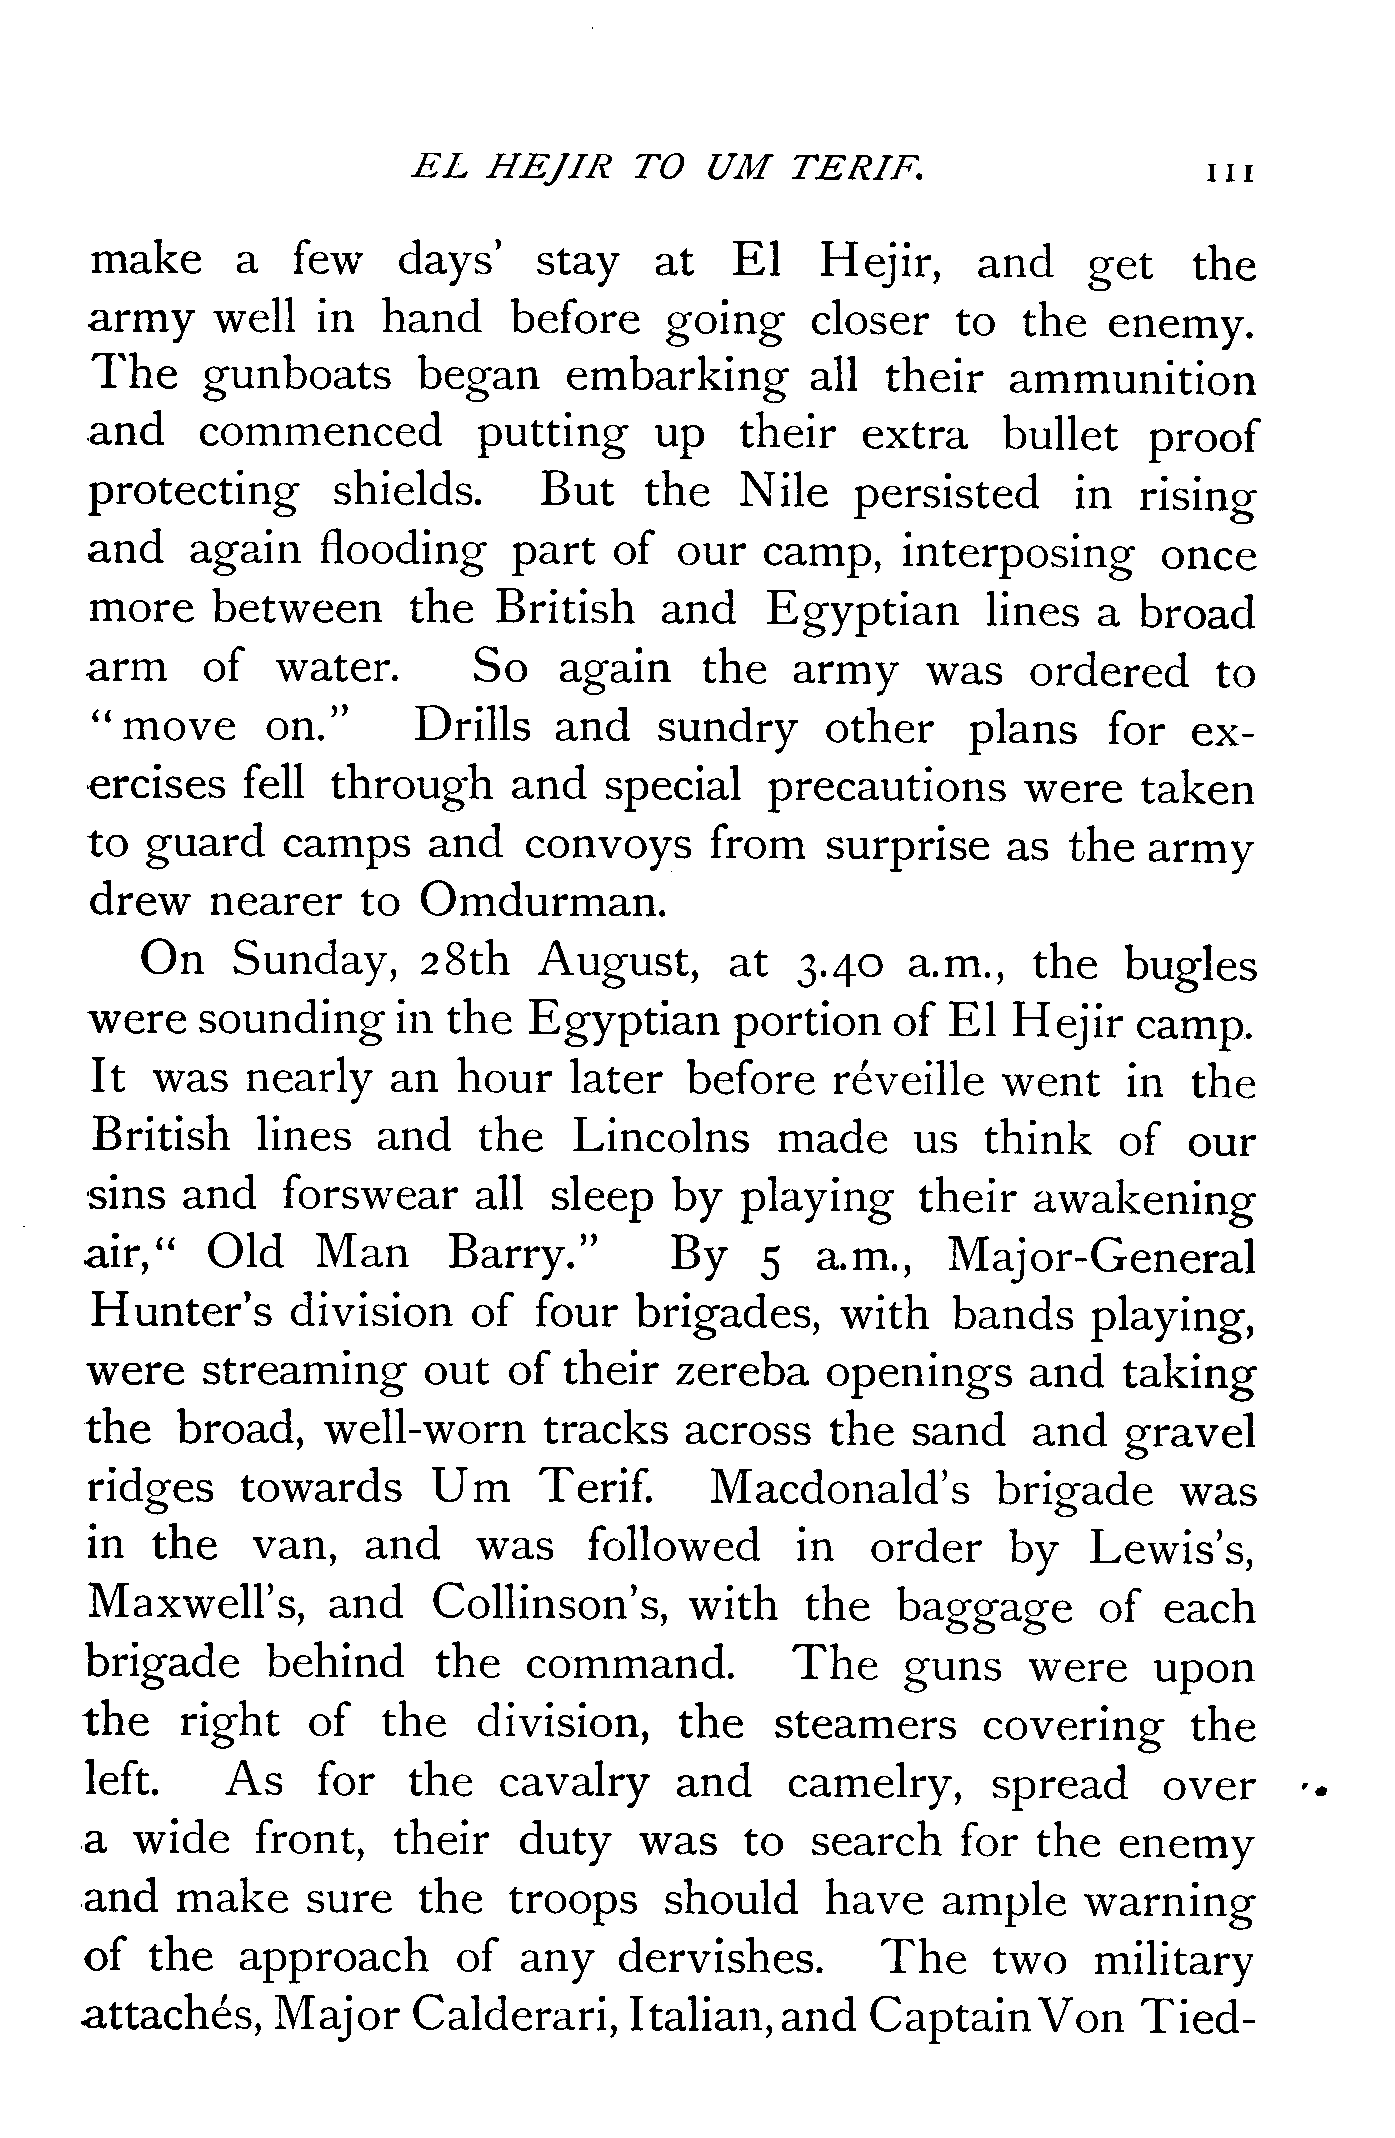 EL HEJIR TO UM TERIF. 111
make a few days' stay at El Hejir, and get the
army well in hand before going closer to the enemy.
The gunboats began embarking all their ammunition
and commenced putting up their extra bullet proof
protecting shields. But the Nile persisted in rising
and again flooding part of our camp, interposing once
more between the British and Egyptian lines a broad
arm of water. So again the army was ordered to
“move on.” Drills and sundry other plans for ex-
ercises fell through and special precautions were taken
to guard camps and convoys from surprise as the army
drew nearer to Omdurman.
On Sunday, 28th August, at 3.40 a.m., the bugles
were sounding in the Egyptian portion of El Hejir camp.
It was nearly an hour later before réveille went in the
British lines and the Lincolns made us think of our
sins and forswear all sleep by playing their awakening
air,“ Old Man Barry.” By 5 a.m., Major-General
Hunter's division of four brigades, with bands playing,
were streaming out of their zereba openings and taking
the broad, well-worn tracks across the sand and gravel
ridges towards Um Terif. Macdonald's brigade was
in the van, and was followed in order by Lewis's,
Maxwell's, and Collinson's, with the baggage of each
brigade behind the command. The guns were upon
the right of the division, the steamers covering the
left. As for the cavalry and camelry, spread over
a wide front, their duty was to search for the enemy
and make sure the troops should have ample warning
of the approach of any dervishes. The two military
attachés, Major Calderari, Italian, and Captain Von Tied-